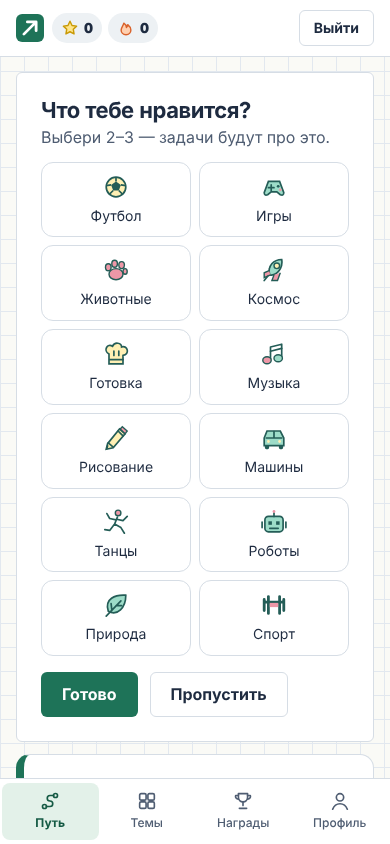 0
0
Выйти
Что тебе нравится?
Выбери 2–3 — задачи будут про это.
Футбол
Игры
Животные
Космос
Готовка
Музыка
Рисование
Машины
Танцы
Роботы
Природа
Спорт
Готово
Пропустить
Путь
Темы
Награды
Профиль